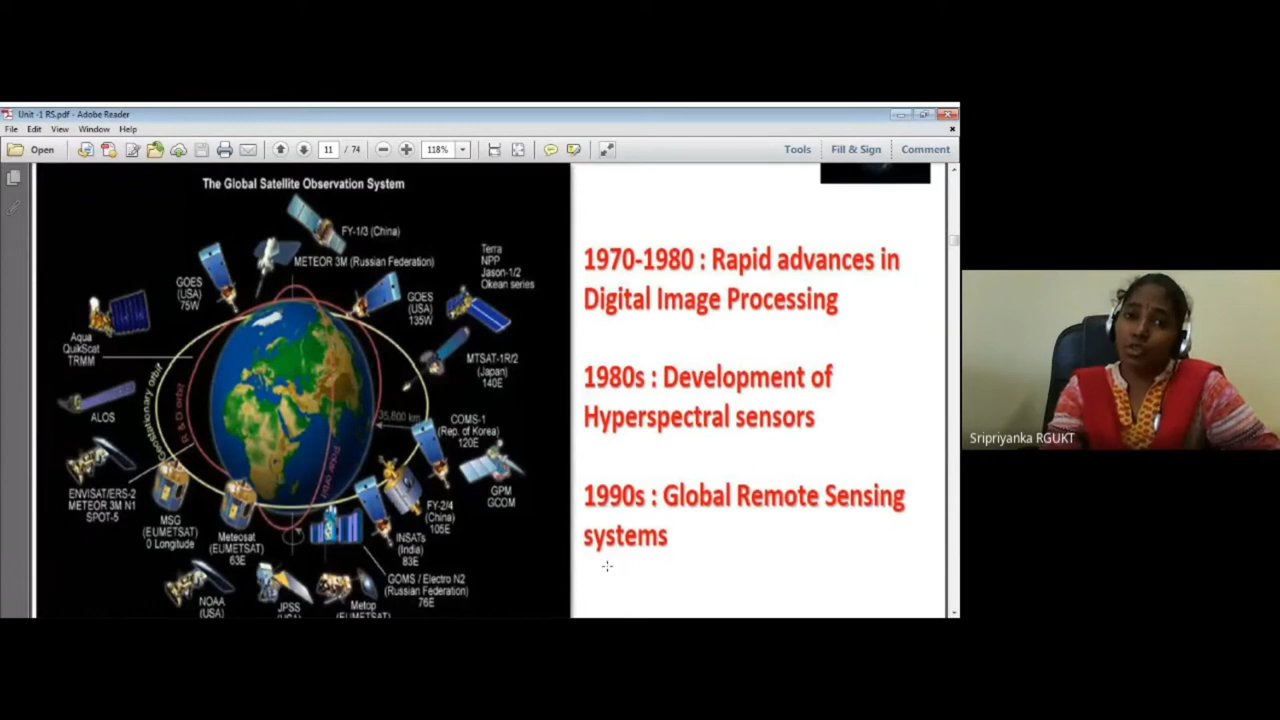 Unit -1 RS.pdf - Adobe Reader
File Edit View Window Help
Open 11 / 74 118% Tools Fill & Sign Comment
The Global Satellite Observation System
FY-1/3 (China)
METEOR 3M (Russian Federation)
Terra
NPP
Jason-1/2
Okean series
GOES
(USA)
75W
GOES
(USA)
135W
Aqua
QuikScat
TRMM
MTSAT-1R/2
(Japan)
140E
Geostationary orbit
R & D orbit
35,800 km
Polar orbit
ALOS
COMS-1
(Rep. of Korea)
120E
ENVISAT/ERS-2
METEOR 3M N1
SPOT-5
GPM
GCOM
MSG
(EUMETSAT)
0 Longitude
Meteosat
(EUMETSAT)
63E
FY-2/4
(China)
105E
INSATs
(India)
83E
GOMS / Electro N2
(Russian Federation)
76E
NOAA
(USA)
JPSS
Metop
(EUMETSAT)
1970-1980 : Rapid advances in
Digital Image Processing
1980s : Development of
Hyperspectral sensors
1990s : Global Remote Sensing
systems
Sripriyanka RGUKT